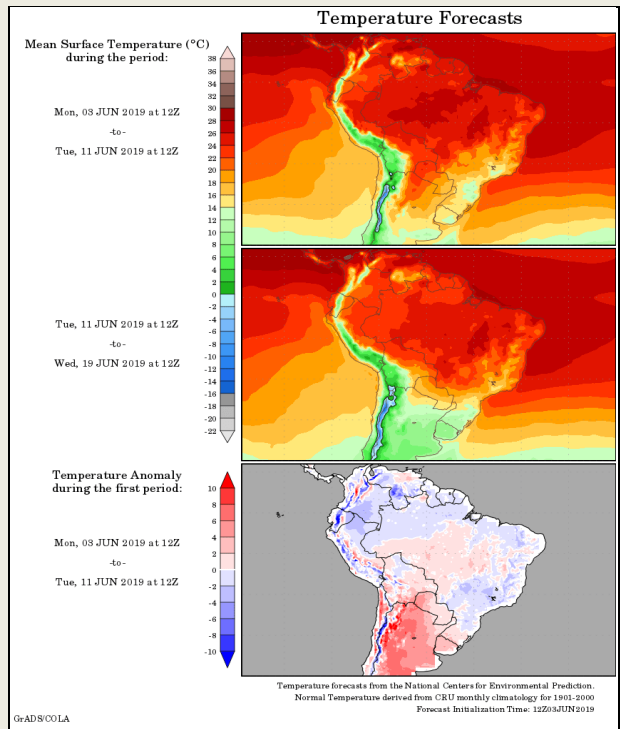 Temperature Forecasts
Mean Surface Temperature (°C)
during the period:
Mon, 03 JUN 2019 at 12Z
-to-
Tue, 11 JUN 2019 at 12Z
38
36
34
32
30
28
26
24
22
20
18
16
14
12
10
8
6
4
2
0
-2
-4
-6
-8
-10
-12
-14
-16
-18
-20
-22
Tue, 11 JUN 2019 at 12Z
-to-
Wed, 19 JUN 2019 at 12Z
Temperature Anomaly
during the first period:
Mon, 03 JUN 2019 at 12Z
-to-
Tue, 11 JUN 2019 at 12Z
10
8
6
4
2
0
-2
-4
-6
-8
-10
Temperature forecasts from the National Centers for Environmental Prediction.
Normal Temperature derived from CRU monthly climatology for 1901-2000
Forecast Initialization Time: 12Z03JUN2019
GrADS/COLA